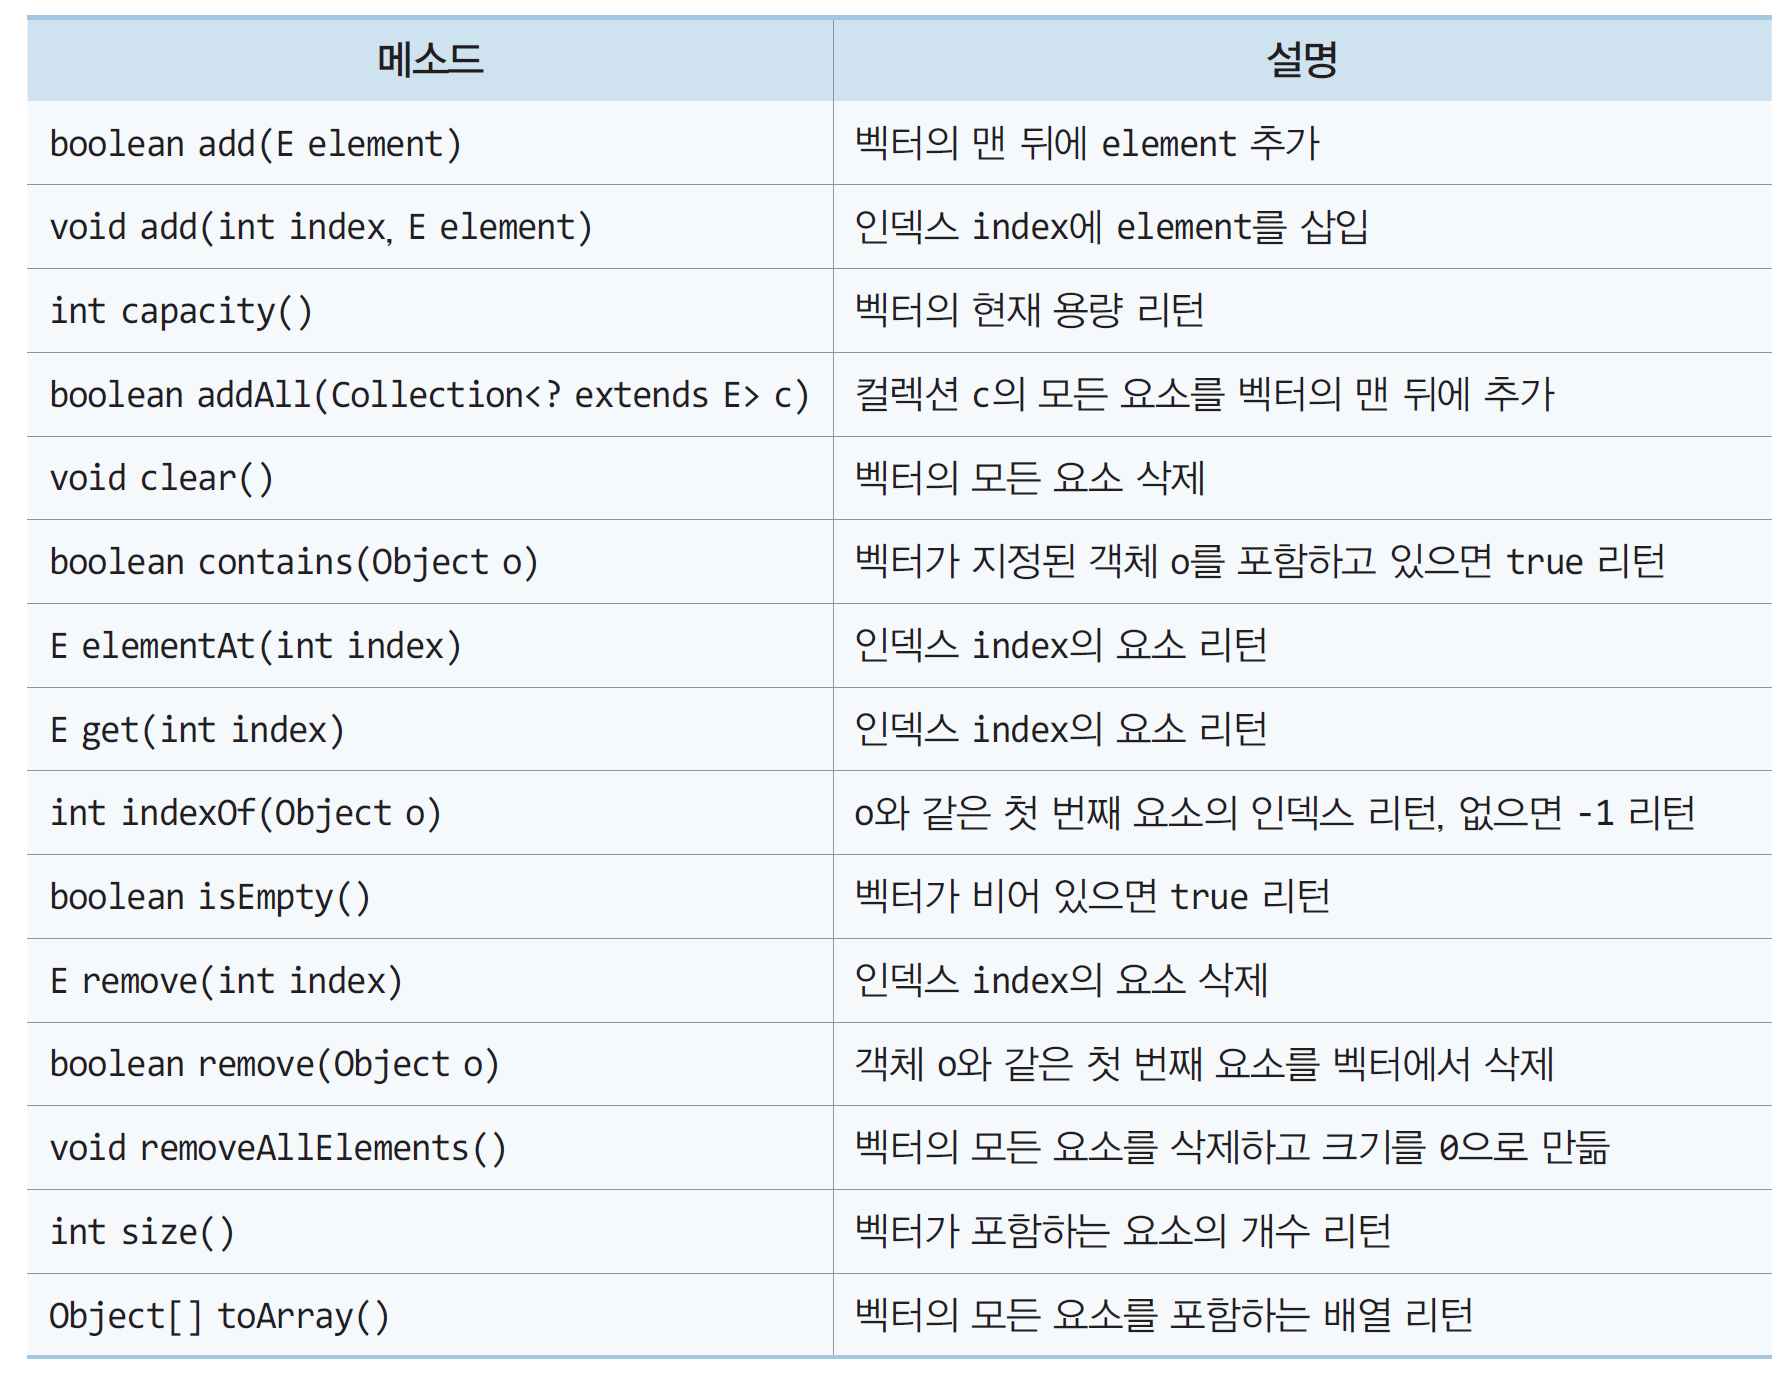 메소드 설명
boolean add(E element) 벡터의 맨 뒤에 element 추가
void add(int index, E element) 인덱스 index에 element를 삽입
int capacity() 벡터의 현재 용량 리턴
boolean addAll(Collection<? extends E> c) 컬렉션 c의 모든 요소를 벡터의 맨 뒤에 추가
void clear() 벡터의 모든 요소 삭제
boolean contains(Object o) 벡터가 지정된 객체 o를 포함하고 있으면 true 리턴
E elementAt(int index) 인덱스 index의 요소 리턴
E get(int index) 인덱스 index의 요소 리턴
int indexOf(Object o) o와 같은 첫 번째 요소의 인덱스 리턴, 없으면 -1 리턴
boolean isEmpty() 벡터가 비어 있으면 true 리턴
E remove(int index) 인덱스 index의 요소 삭제
boolean remove(Object o) 객체 o와 같은 첫 번째 요소를 벡터에서 삭제
void removeAllElements() 벡터의 모든 요소를 삭제하고 크기를 0으로 만듦
int size() 벡터가 포함하는 요소의 개수 리턴
Object[] toArray() 벡터의 모든 요소를 포함하는 배열 리턴